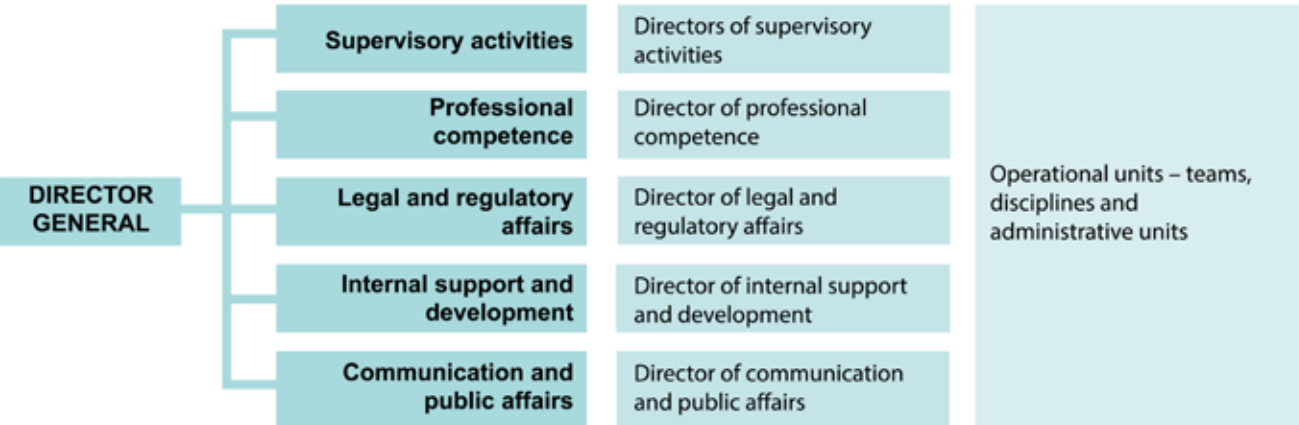 DIRECTOR
GENERAL
Supervisory activities
Directors of supervisory
activities
Professional
competence
Director of professional
competence
Legal and regulatory
affairs
Director of legal and
regulatory affairs
Internal support and
development
Director of internal support
and development
Communication and
public affairs
Director of communication
and public affairs
Operational units – teams,
disciplines and
administrative units